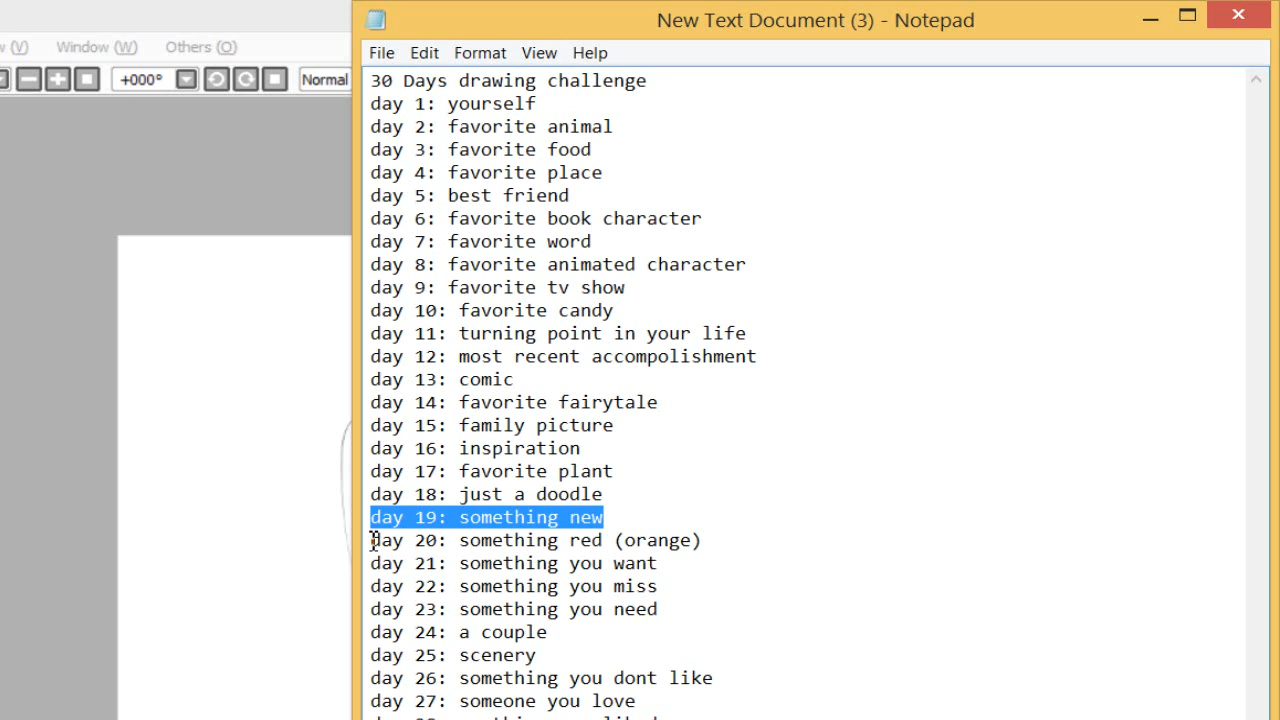 New Text Document (3) - Notepad
Window (W) Others (O)
File Edit Format View Help
+000° Normal
30 Days drawing challenge
day 1: yourself
day 2: favorite animal
day 3: favorite food
day 4: favorite place
day 5: best friend
day 6: favorite book character
day 7: favorite word
day 8: favorite animated character
day 9: favorite tv show
day 10: favorite candy
day 11: turning point in your life
day 12: most recent accompolishment
day 13: comic
day 14: favorite fairytale
day 15: family picture
day 16: inspiration
day 17: favorite plant
day 18: just a doodle
day 19: something new
day 20: something red (orange)
day 21: something you want
day 22: something you miss
day 23: something you need
day 24: a couple
day 25: scenery
day 26: something you dont like
day 27: someone you love